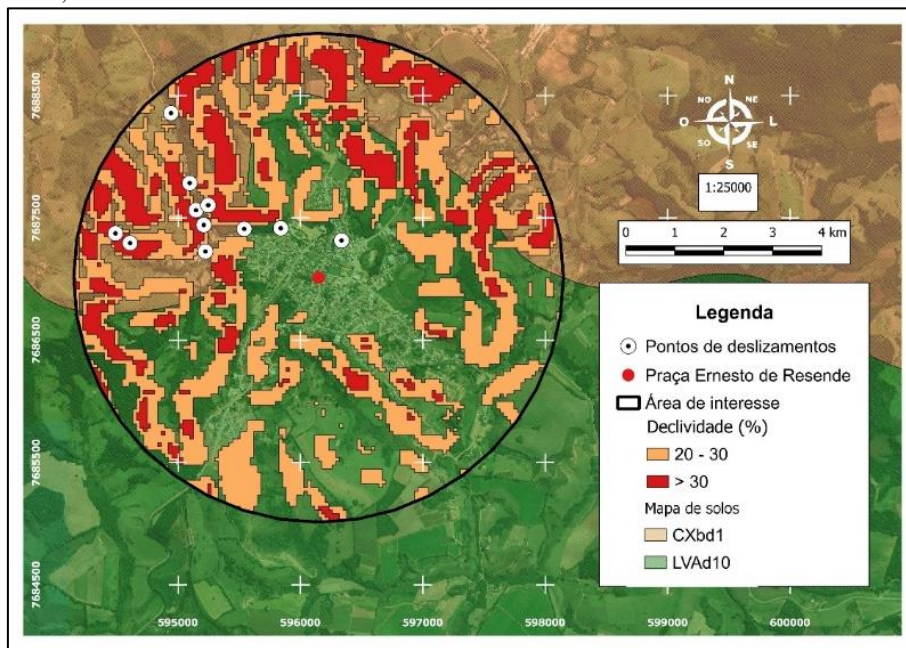 N
NO
NE
O
L
SO
SE
S
1:25000
0 1 2 3 4 km
Legenda
Pontos de deslizamentos
Praça Ernesto de Resende
Área de interesse
Declividade (%)
20 - 30
> 30
Mapa de solos
CXbd1
LVAd10
7688500
7687500
7686500
7685500
7684500
595000 596000 597000 598000 599000 600000